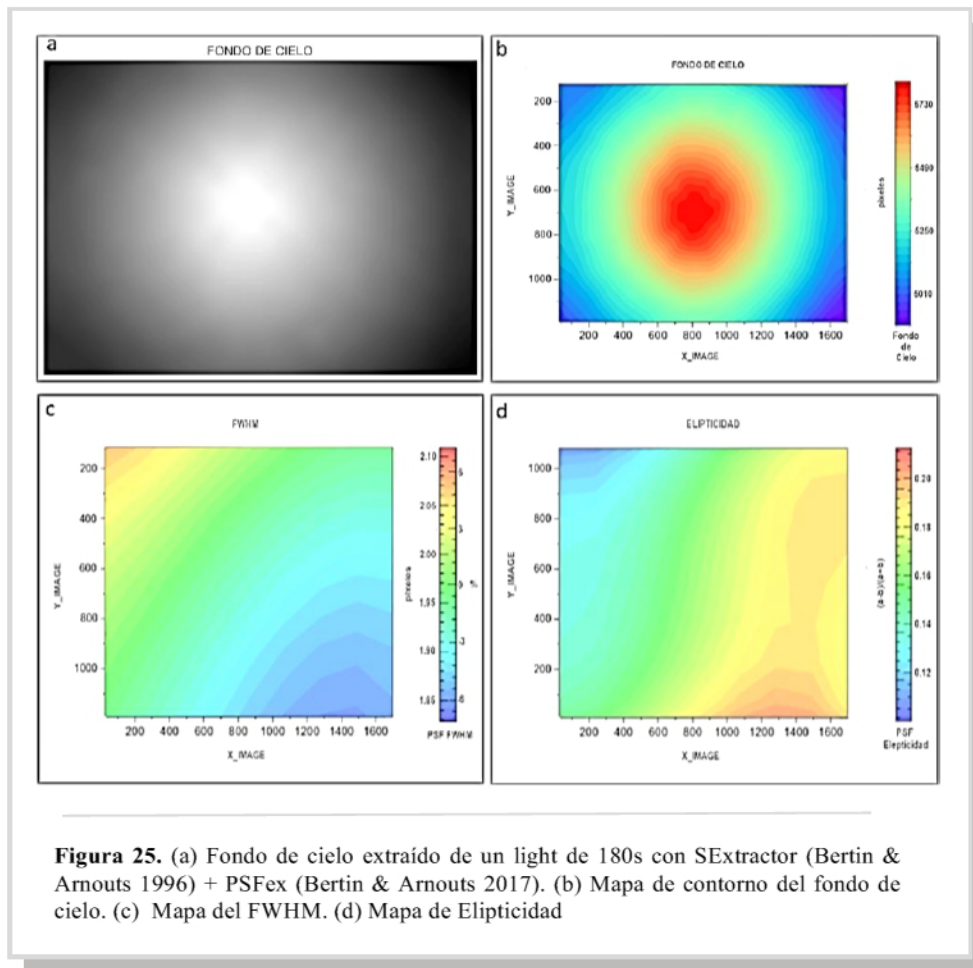 a
FONDO DE CIELO
b
FONDO DE CIELO
200
400
600
800
1000
Y_IMAGE
200 400 600 800 1000 1200 1400 1600
X_IMAGE
5730
5490
5250
5010
pixeles
Fondo
de
Cielo
c
FWHM
200
400
600
800
1000
Y_IMAGE
200 400 600 800 1000 1200 1400 1600
X_IMAGE
2.10
2.05
2.00
1.95
1.90
1.85
pixeles
%
PSF FWHM
d
ELIPTICIDAD
1000
800
600
400
200
Y_IMAGE
200 400 600 800 1000 1200 1400 1600
X_IMAGE
0.20
0.18
0.16
0.14
0.12
PSF
Elepticidad
Figura 25. (a) Fondo de cielo extraído de un light de 180s con SExtractor (Bertin &
Arnouts 1996) + PSFex (Bertin & Arnouts 2017). (b) Mapa de contorno del fondo de
cielo. (c) Mapa del FWHM. (d) Mapa de Elipticidad